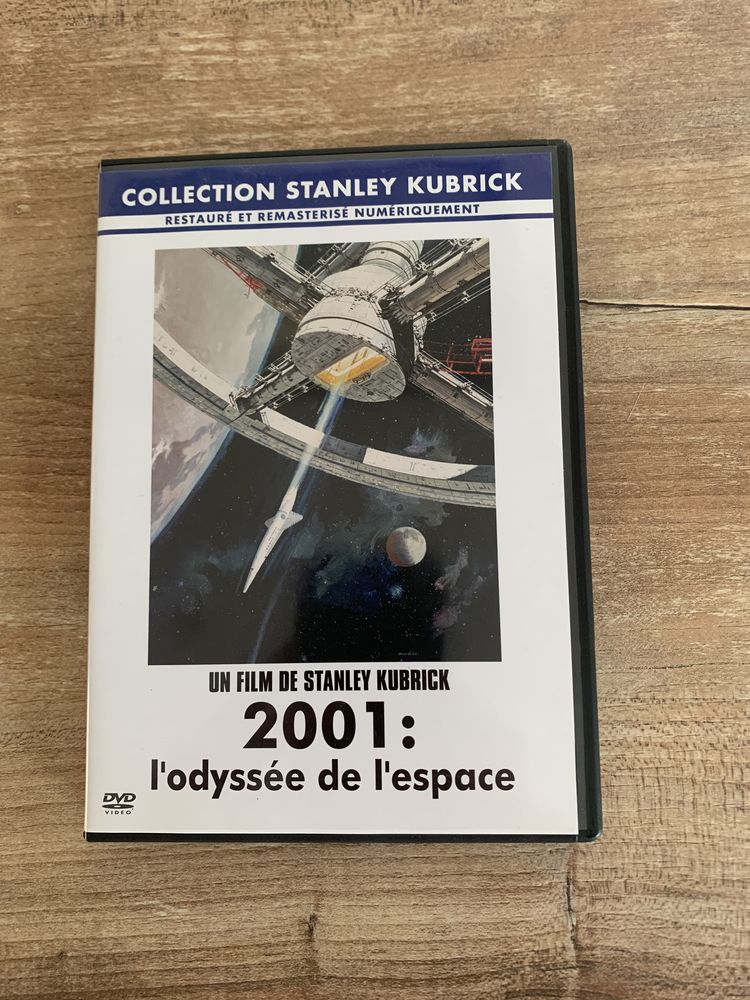 COLLECTION STANLEY KUBRICK
RESTAURÉ ET REMASTERISÉ NUMÉRIQUEMENT
UN FILM DE STANLEY KUBRICK
2001:
l'odyssée de l'espace
DVD
VIDEO